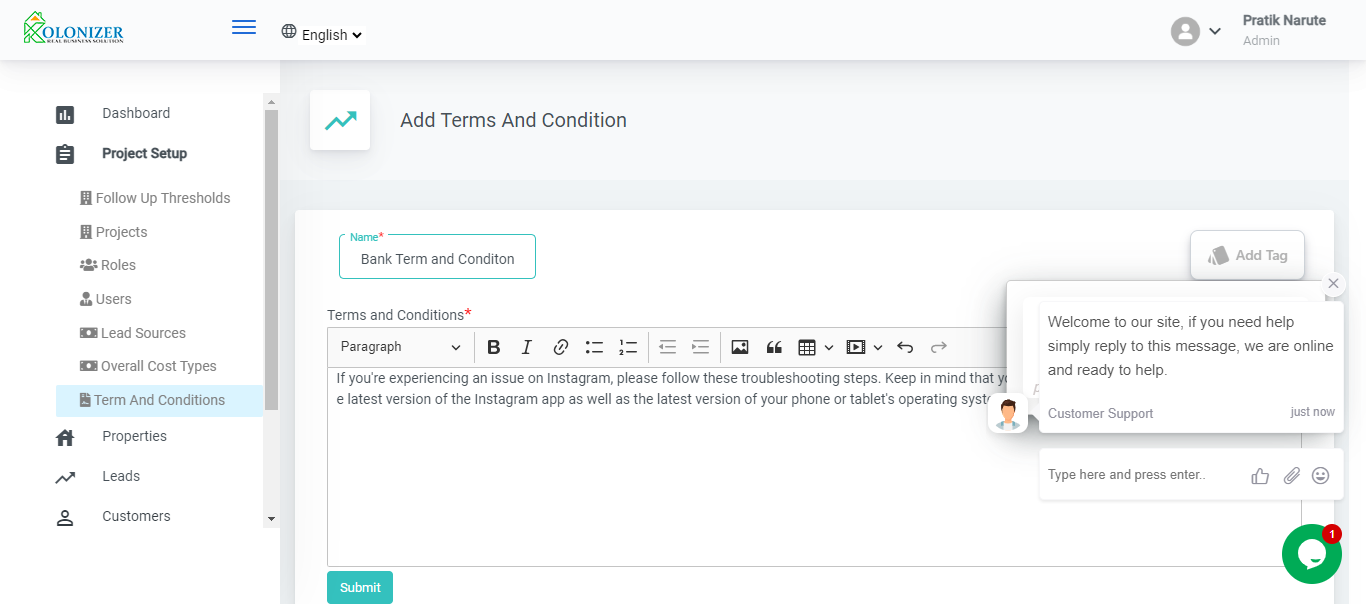 KOLONIZER
REAL BUSINESS SOLUTION
English
Pratik Narute
Admin
Dashboard
Project Setup
Follow Up Thresholds
Projects
Roles
Users
Lead Sources
Overall Cost Types
Term And Conditions
Properties
Leads
Customers
Add Terms And Condition
Name*
Bank Term and Conditon
Add Tag
Terms and Conditions*
Paragraph
If you're experiencing an issue on Instagram, please follow these troubleshooting steps. Keep in mind that
e latest version of the Instagram app as well as the latest version of your phone or tablet's operating
Submit
Welcome to our site, if you need help
simply reply to this message, we are online
and ready to help.
Customer Support just now
Type here and press enter..
1